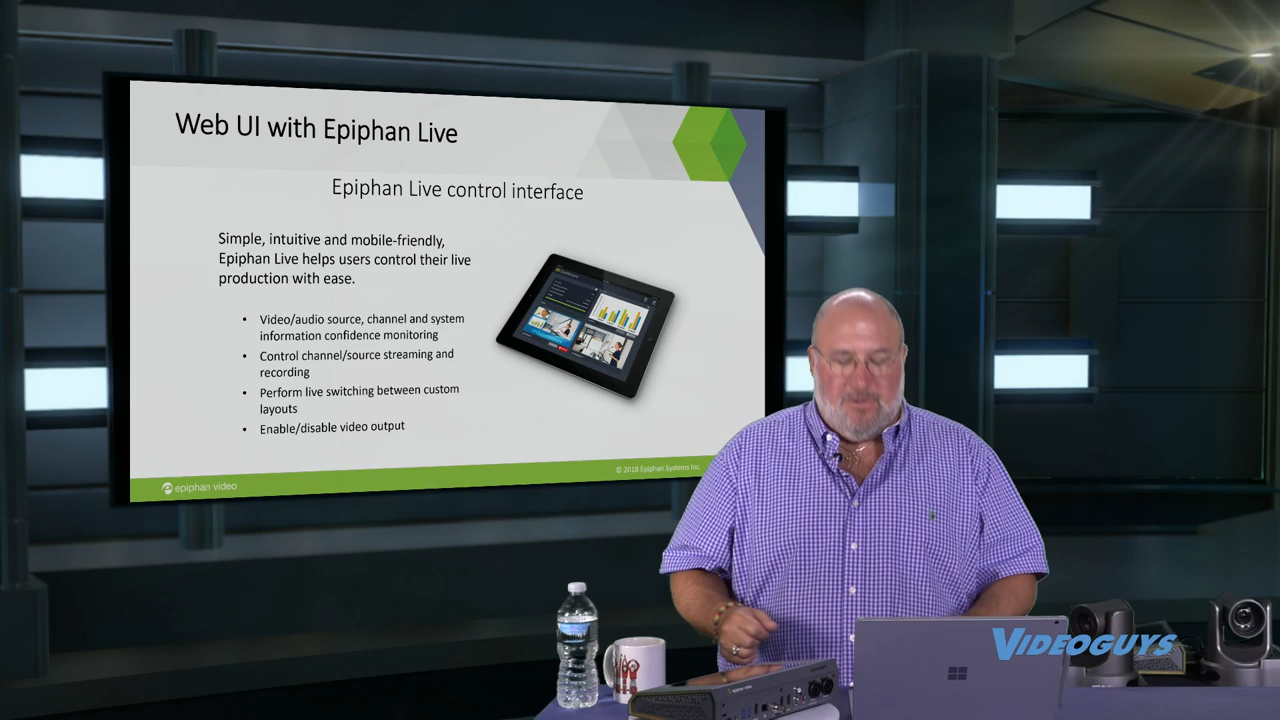 Web UI with Epiphan Live
Epiphan Live control interface
Simple, intuitive and mobile-friendly,
Epiphan Live helps users control their live
production with ease.
• Video/audio source, channel and system
information confidence monitoring
• Control channel/source streaming and
recording
• Perform live switching between custom
layouts
• Enable/disable video output
© 2018 Epiphan Systems Inc.
epiphan video
VIDEOGUYS